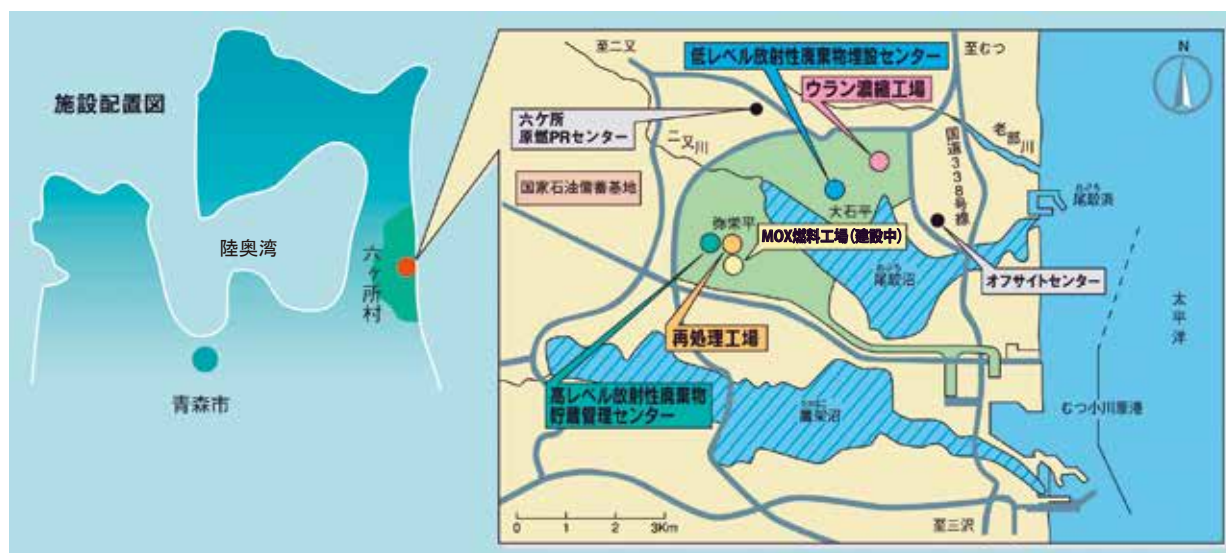 施設配置図
陸奥湾
六ケ所村
青森市
至二又
低レベル放射性廃棄物埋設センター
至むつ
N
ウラン濃縮工場
六ケ所
原燃PRセンター
二又川
国道338号線
老部川
国家石油備蓄基地
大石平
おぶち
尾駮浜
弥栄平
MOX燃料工場(建設中)
おぶち
尾駮沼
オフサイトセンター
太平洋
再処理工場
高レベル放射性廃棄物
貯蔵管理センター
鷹架沼
むつ小川原港
0 1 2 3Km
至三沢